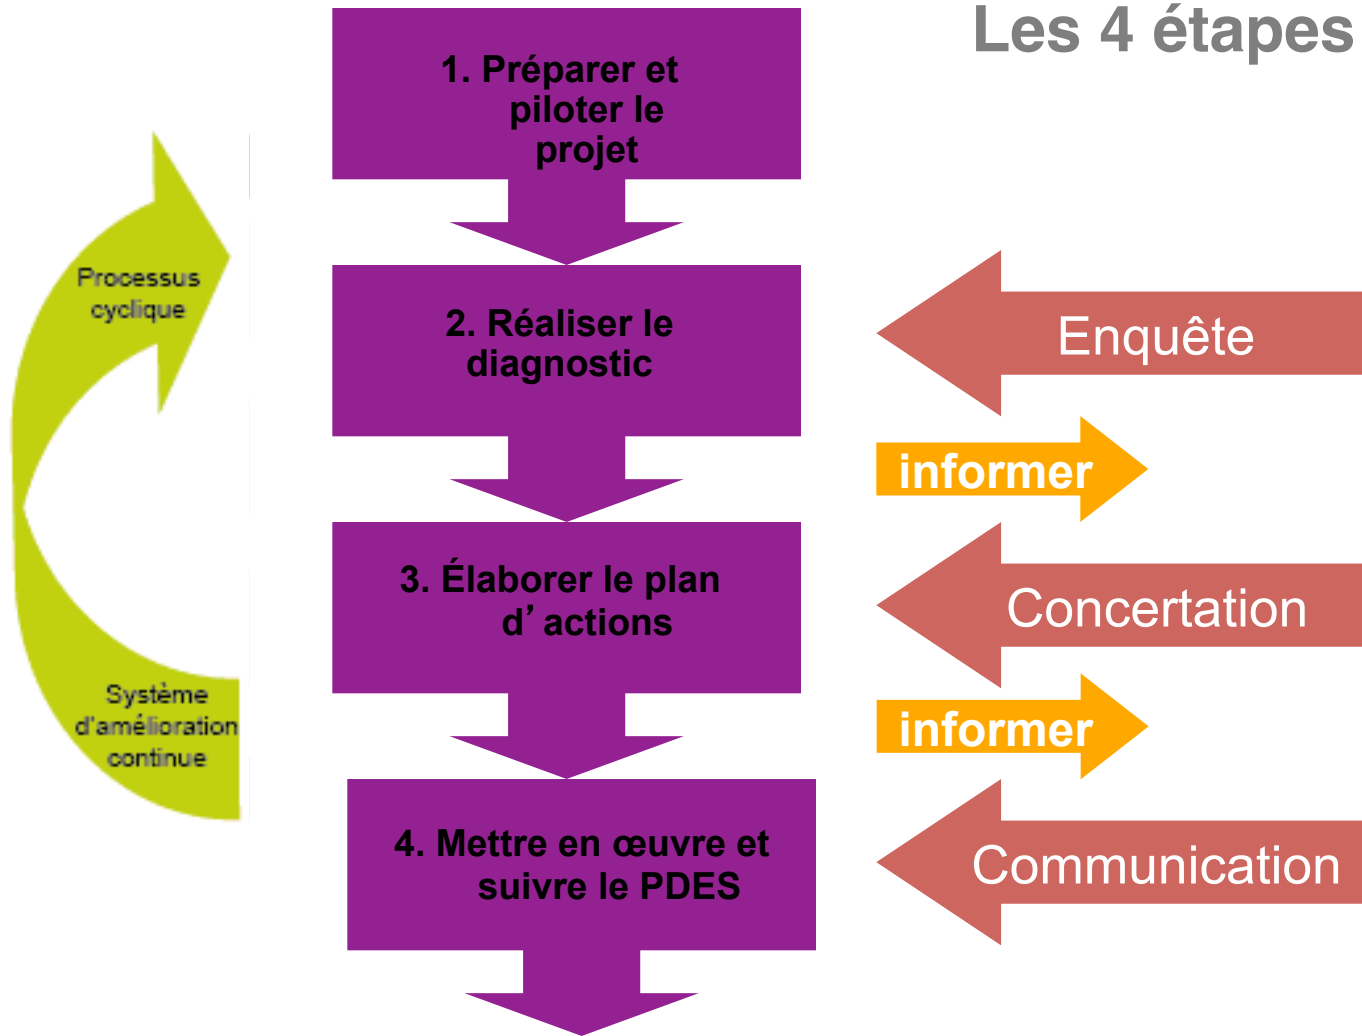 Les 4 étapes
1. Préparer et
piloter le
projet
Processus
cyclique
2. Réaliser le
diagnostic
Enquête
informer
3. Élaborer le plan
d’ actions
Concertation
Système
d'amélioration
continue
informer
4. Mettre en œuvre et
suivre le PDES
Communication